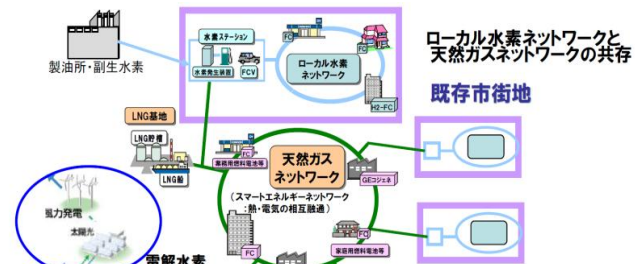 水素ステーション
FC
製油所・副生水素
水素発生装置
FCV
ローカル水素
ネットワーク
FC
H2-FC
ローカル水素ネットワークと
天然ガスネットワークの共存
既存市街地
LNG基地
LNG貯槽
LNG船
FC
業務用燃料電池等
天然ガス
ネットワーク
(スマートエネルギーネットワーク
:熱・電気の相互融通)
GEコジェネ
風力発電
太陽光
電解水素
FC
FC
家庭用燃料電池等